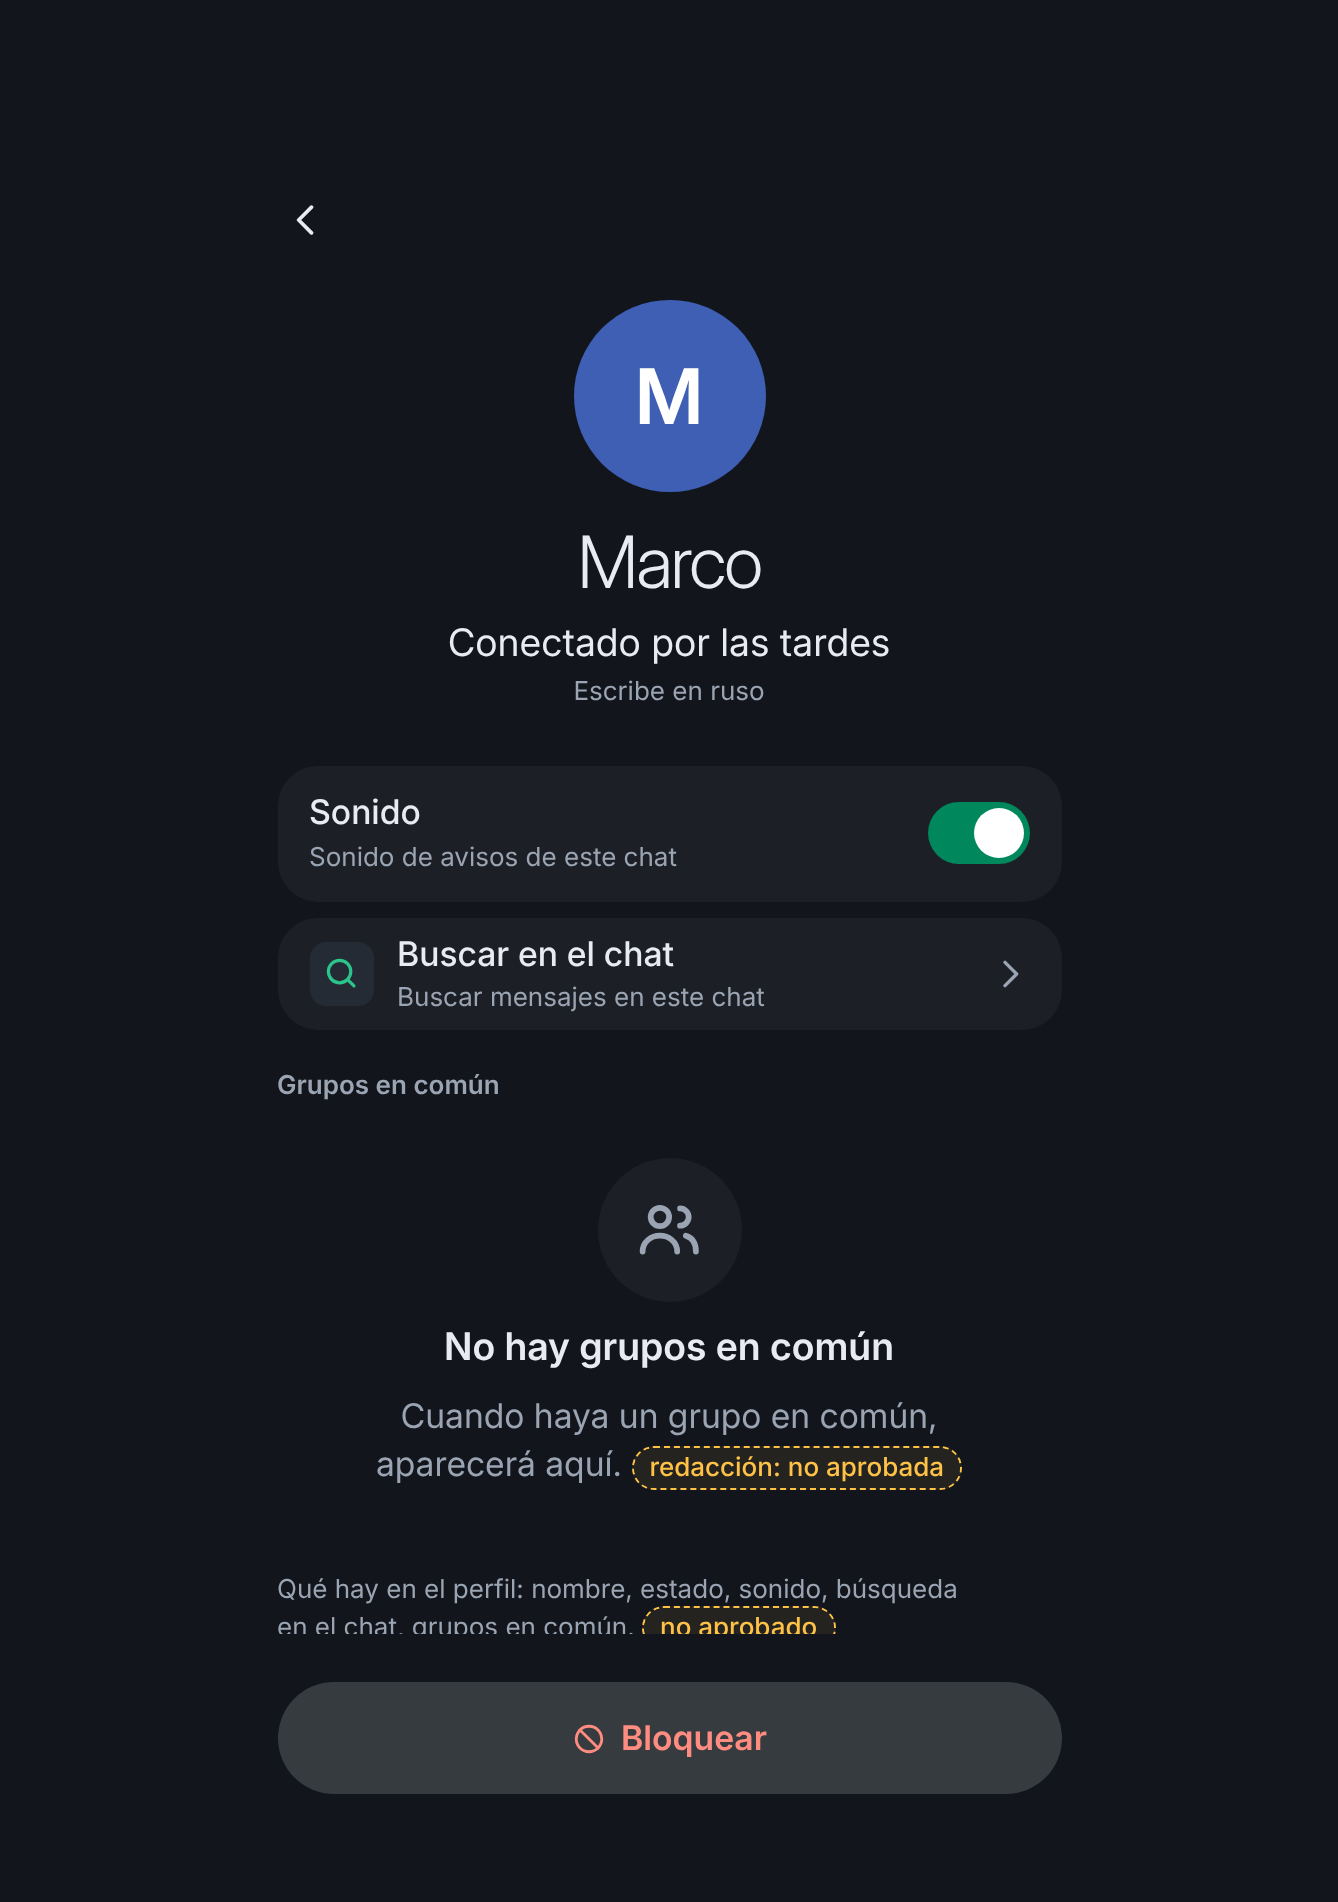 M
Marco
Conectado por las tardes
Escribe en ruso
Sonido
Sonido de avisos de este chat
Buscar en el chat
Buscar mensajes en este chat
Grupos en común
No hay grupos en común
Cuando haya un grupo en común,
aparecerá aquí. redacción: no aprobada
Qué hay en el perfil: nombre, estado, sonido, búsqueda
en el chat, grupos en común. no aprobado
Bloquear